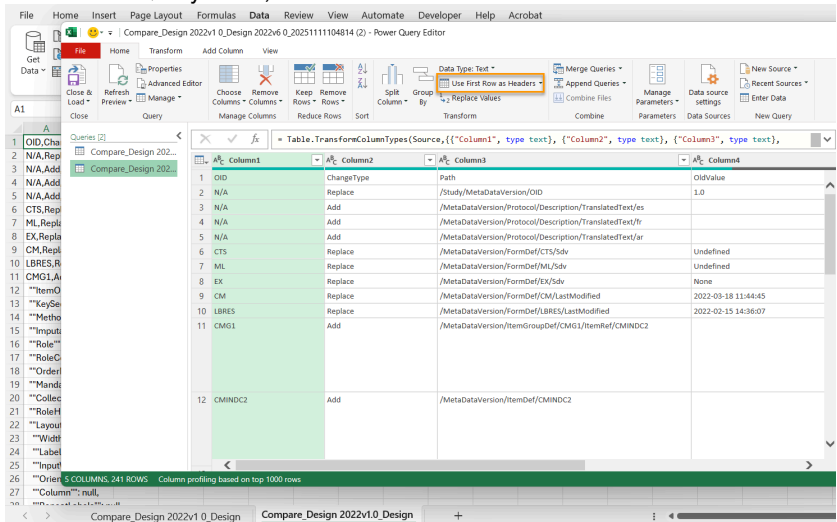 File Home Insert Page Layout Formulas Data Review View Automate Developer Help Acrobat
Compare_Design 2022v1 0_Design 2022v6 0_20251111104814 (2) - Power Query Editor
File Home Transform Add Column View
Get Data
Close & Load
Refresh Preview
Properties
Advanced Editor
Manage
Choose Columns
Remove Columns
Keep Rows
Remove Rows
Split Column
Group By
Data Type: Text
Use First Row as Headers
Replace Values
Merge Queries
Append Queries
Combine Files
Manage Parameters
Data source settings
New Source
Recent Sources
Enter Data
Close Query Manage Columns Reduce Rows Sort Transform Combine Parameters Data Sources New Query
A1
Queries [2]
Compare_Design 202...
Compare_Design 202...
fx = Table.TransformColumnTypes(Source,{{"Column1", type text}, {"Column2", type text}, {"Column3", type text},
ABC Column1 ABC Column2 ABC Column3 ABC Column4
1 OID ChangeType Path OldValue
2 N/A Replace /Study/MetaDataVersion/OID 1.0
3 N/A Add /MetaDataVersion/Protocol/Description/TranslatedText/es
4 N/A Add /MetaDataVersion/Protocol/Description/TranslatedText/fr
5 N/A Add /MetaDataVersion/Protocol/Description/TranslatedText/ar
6 CTS Replace /MetaDataVersion/FormDef/CTS/Sdv Undefined
7 ML Replace /MetaDataVersion/FormDef/ML/Sdv Undefined
8 EX Replace /MetaDataVersion/FormDef/EX/Sdv None
9 CM Replace /MetaDataVersion/FormDef/CM/LastModified 2022-03-18 11:44:45
10 LBRES Replace /MetaDataVersion/FormDef/LBRES/LastModified 2022-02-15 14:36:07
11 CMG1 Add /MetaDataVersion/ItemGroupDef/CMG1/ItemRef/CMINDC2
12 CMINDC2 Add /MetaDataVersion/ItemDef/CMINDC2
A
1 OID,Cha
2 N/A,Rep
3 N/A,Add
4 N/A,Add
5 N/A,Add
6 CTS,Rep
7 ML,Repla
8 EX,Repla
9 CM,Repl
10 LBRES,R
11 CMG1,A
12 ""ItemO
13 ""KeySe
14 ""Metho
15 ""Imputa
16 ""Role""
17 ""RoleC
18 ""Order
19 ""Manda
20 ""Collec
21 ""RoleH
22 ""Layou
23 ""Width
24 ""Label
25 ""Input
26 ""Orien
27 ""Column"": null,
28
5 COLUMNS, 241 ROWS Column profiling based on top 1000 rows
Compare_Design 2022v1 0_Design Compare_Design 2022v1.0_Design +